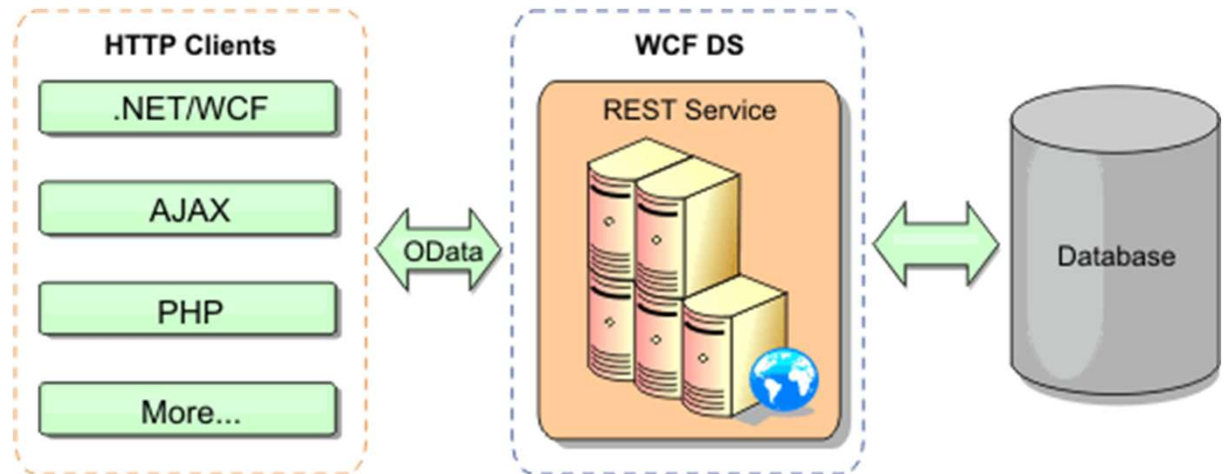 HTTP Clients
.NET/WCF
AJAX
PHP
More...
OData
WCF DS
REST Service
Database